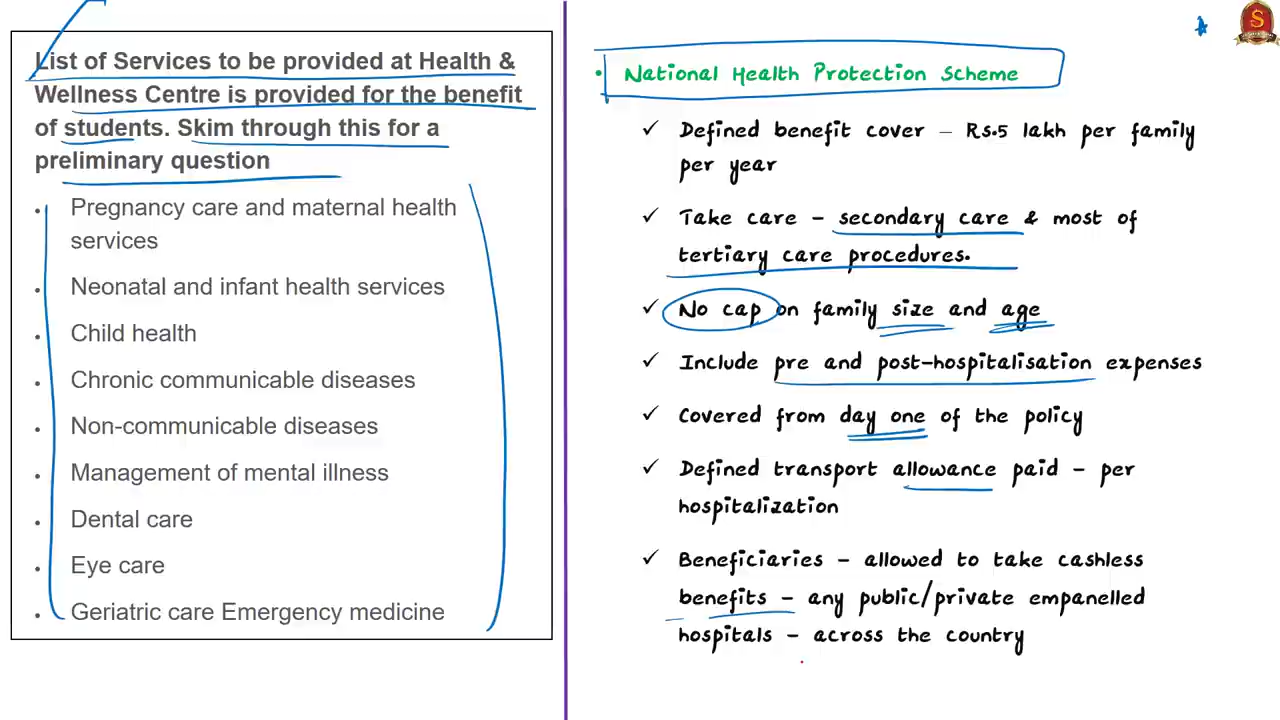 List of Services to be provided at Health &
Wellness Centre is provided for the benefit
of students. Skim through this for a
preliminary question
• Pregnancy care and maternal health
services
• Neonatal and infant health services
• Child health
• Chronic communicable diseases
• Non-communicable diseases
• Management of mental illness
• Dental care
• Eye care
• Geriatric care Emergency medicine
• National Health Protection Scheme
✓ Defined benefit cover – Rs.5 lakh per family
per year
✓ Take care – secondary care & most of
tertiary care procedures.
✓ No cap on family size and age
✓ Include pre and post-hospitalisation expenses
✓ Covered from day one of the policy
✓ Defined transport allowance paid – per
hospitalization
✓ Beneficiaries – allowed to take cashless
benefits – any public/private empanelled
hospitals – across the country